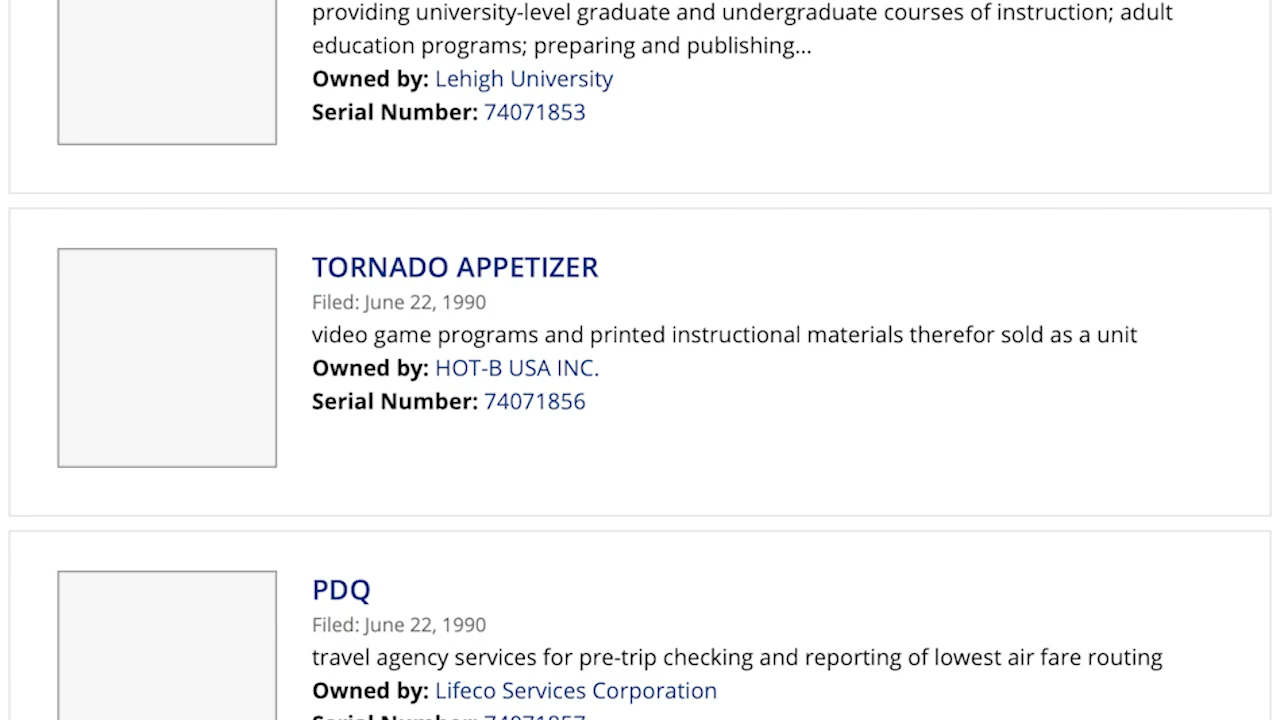 providing university-level graduate and undergraduate courses of instruction; adult
education programs; preparing and publishing...
Owned by: Lehigh University
Serial Number: 74071853
TORNADO APPETIZER
Filed: June 22, 1990
video game programs and printed instructional materials therefor sold as a unit
Owned by: HOT-B USA INC.
Serial Number: 74071856
PDQ
Filed: June 22, 1990
travel agency services for pre-trip checking and reporting of lowest air fare routing
Owned by: Lifeco Services Corporation
Serial Number: 74071857